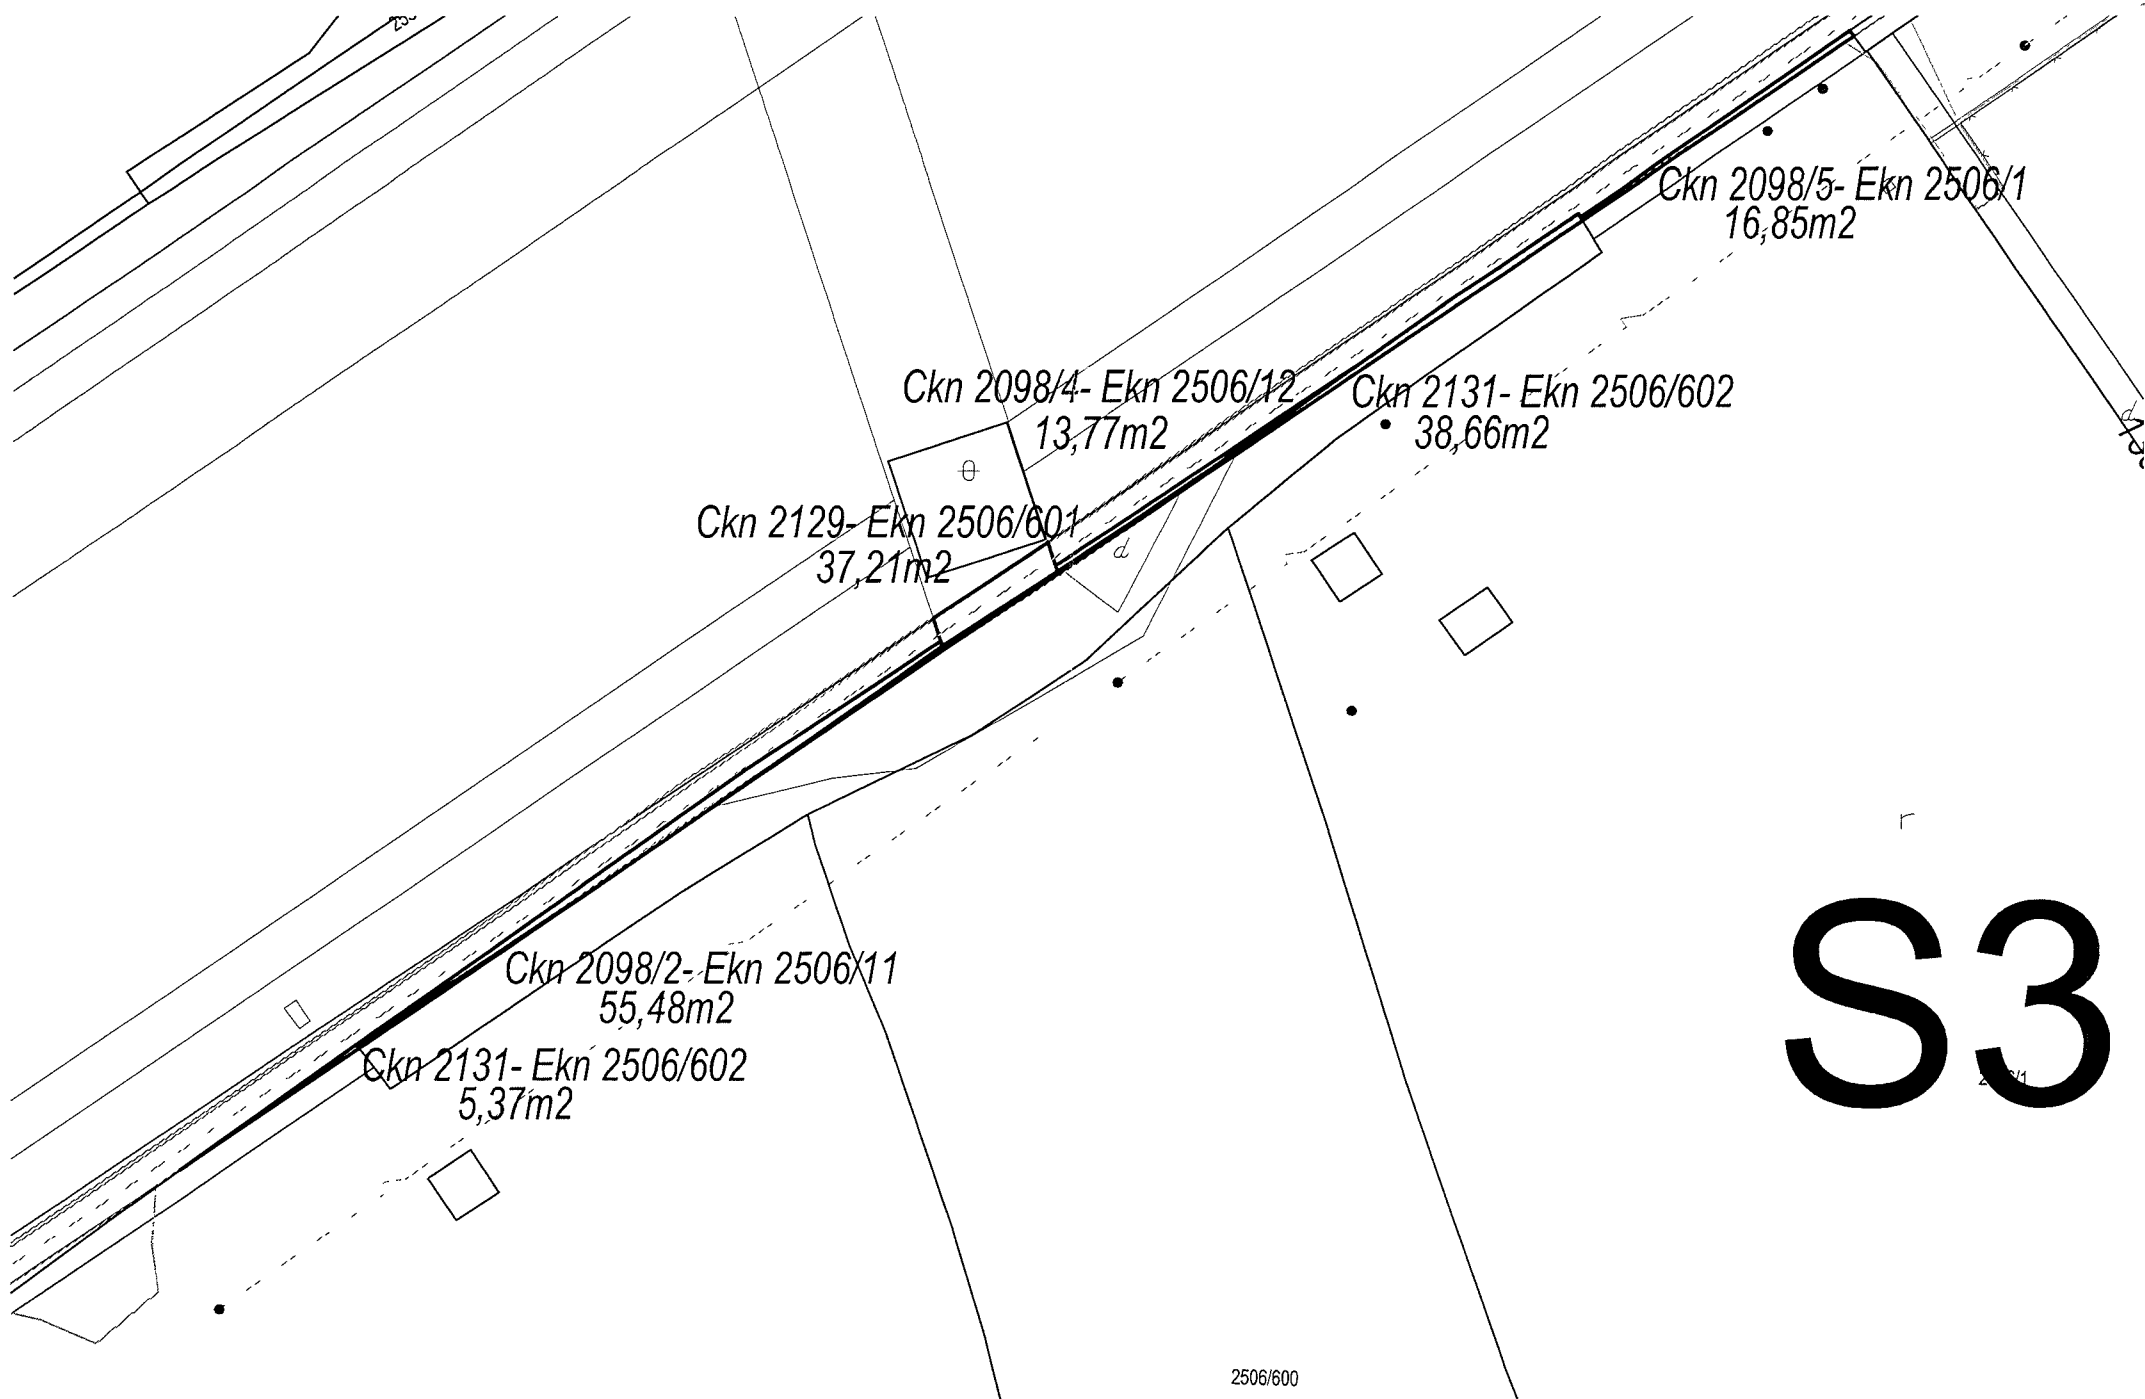 Ckn 2098/5- Ekn 2506/1
16,85m2
Ckn 2098/4- Ekn 2506/12
13,77m2
Ckn 2131- Ekn 2506/602
38,66m2
θ
Ckn 2129- Ekn 2506/601
37,21m2
d
r
S3
Ckn 2098/2- Ekn 2506/11
55,48m2
Ckn 2131- Ekn 2506/602
5,37m2
2506/600